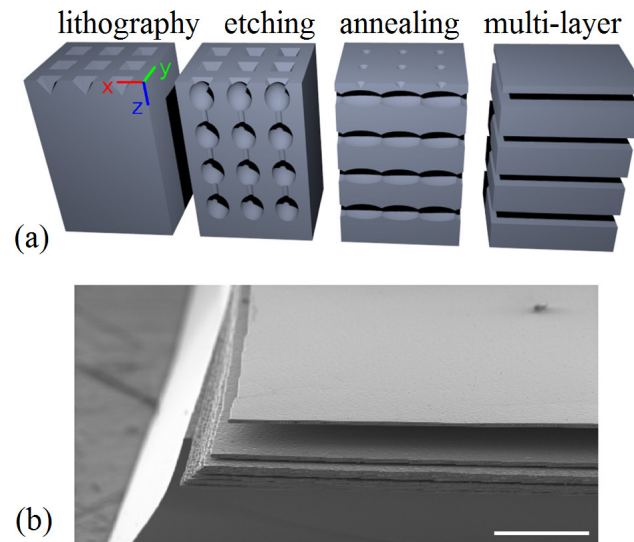 lithography etching annealing multi-layer
x y
z
(a)
(b)